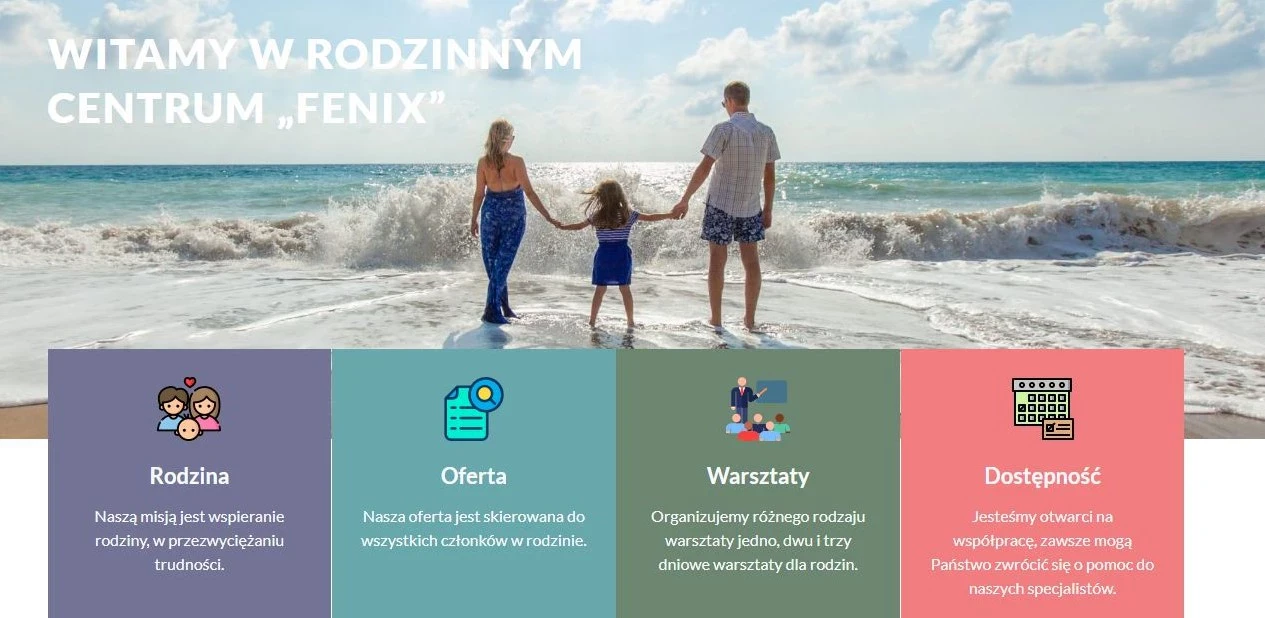 WITAMY W RODZINNYM
CENTRUM „FENIX”
Rodzina
Naszą misją jest wspieranie
rodziny, w przezwyciężaniu
trudności.
Oferta
Nasza oferta jest skierowana do
wszystkich członków w rodzinie.
Warsztaty
Organizujemy różnego rodzaju
warsztaty jedno, dwu i trzy
dniowe warsztaty dla rodzin.
Dostępność
Jesteśmy otwarci na
współpracę, zawsze mogą
Państwo zwrócić się o pomoc do
naszych specjalistów.